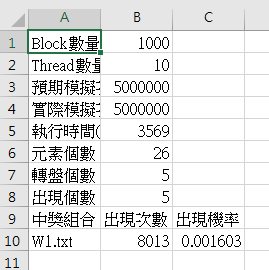 A B C
1 Block數量 1000
2 Thread數量 10
3 預期模擬 5000000
4 實際模擬 5000000
5 執行時間( 3569
6 元素個數 26
7 轉盤個數 5
8 出現個數 5
9 中獎組合 出現次數 出現機率
10 W1.txt 8013 0.001603
11